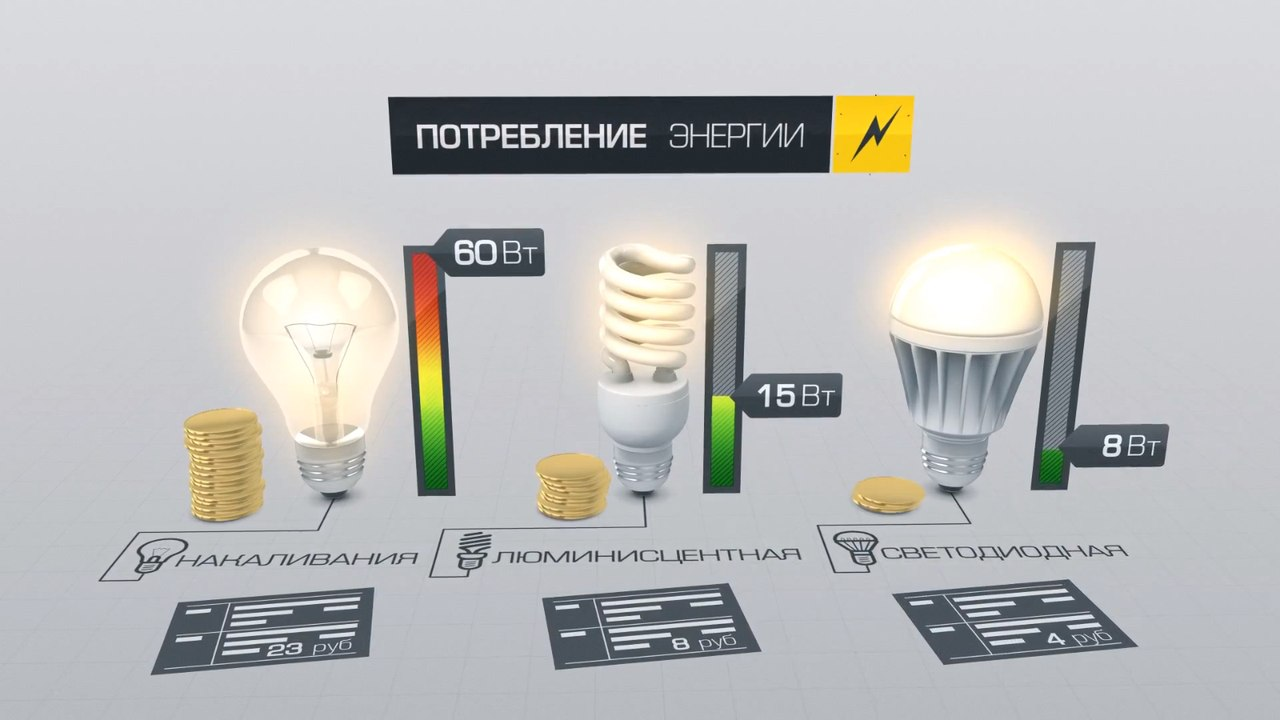 ПОТРЕБЛЕНИЕ ЭНЕРГИИ
60 Вт
15 Вт
8 Вт
НАКАЛИВАНИЯ
ЛЮМИНИСЦЕНТНАЯ
СВЕТОДИОДНАЯ
23 руб
8 руб
4 руб